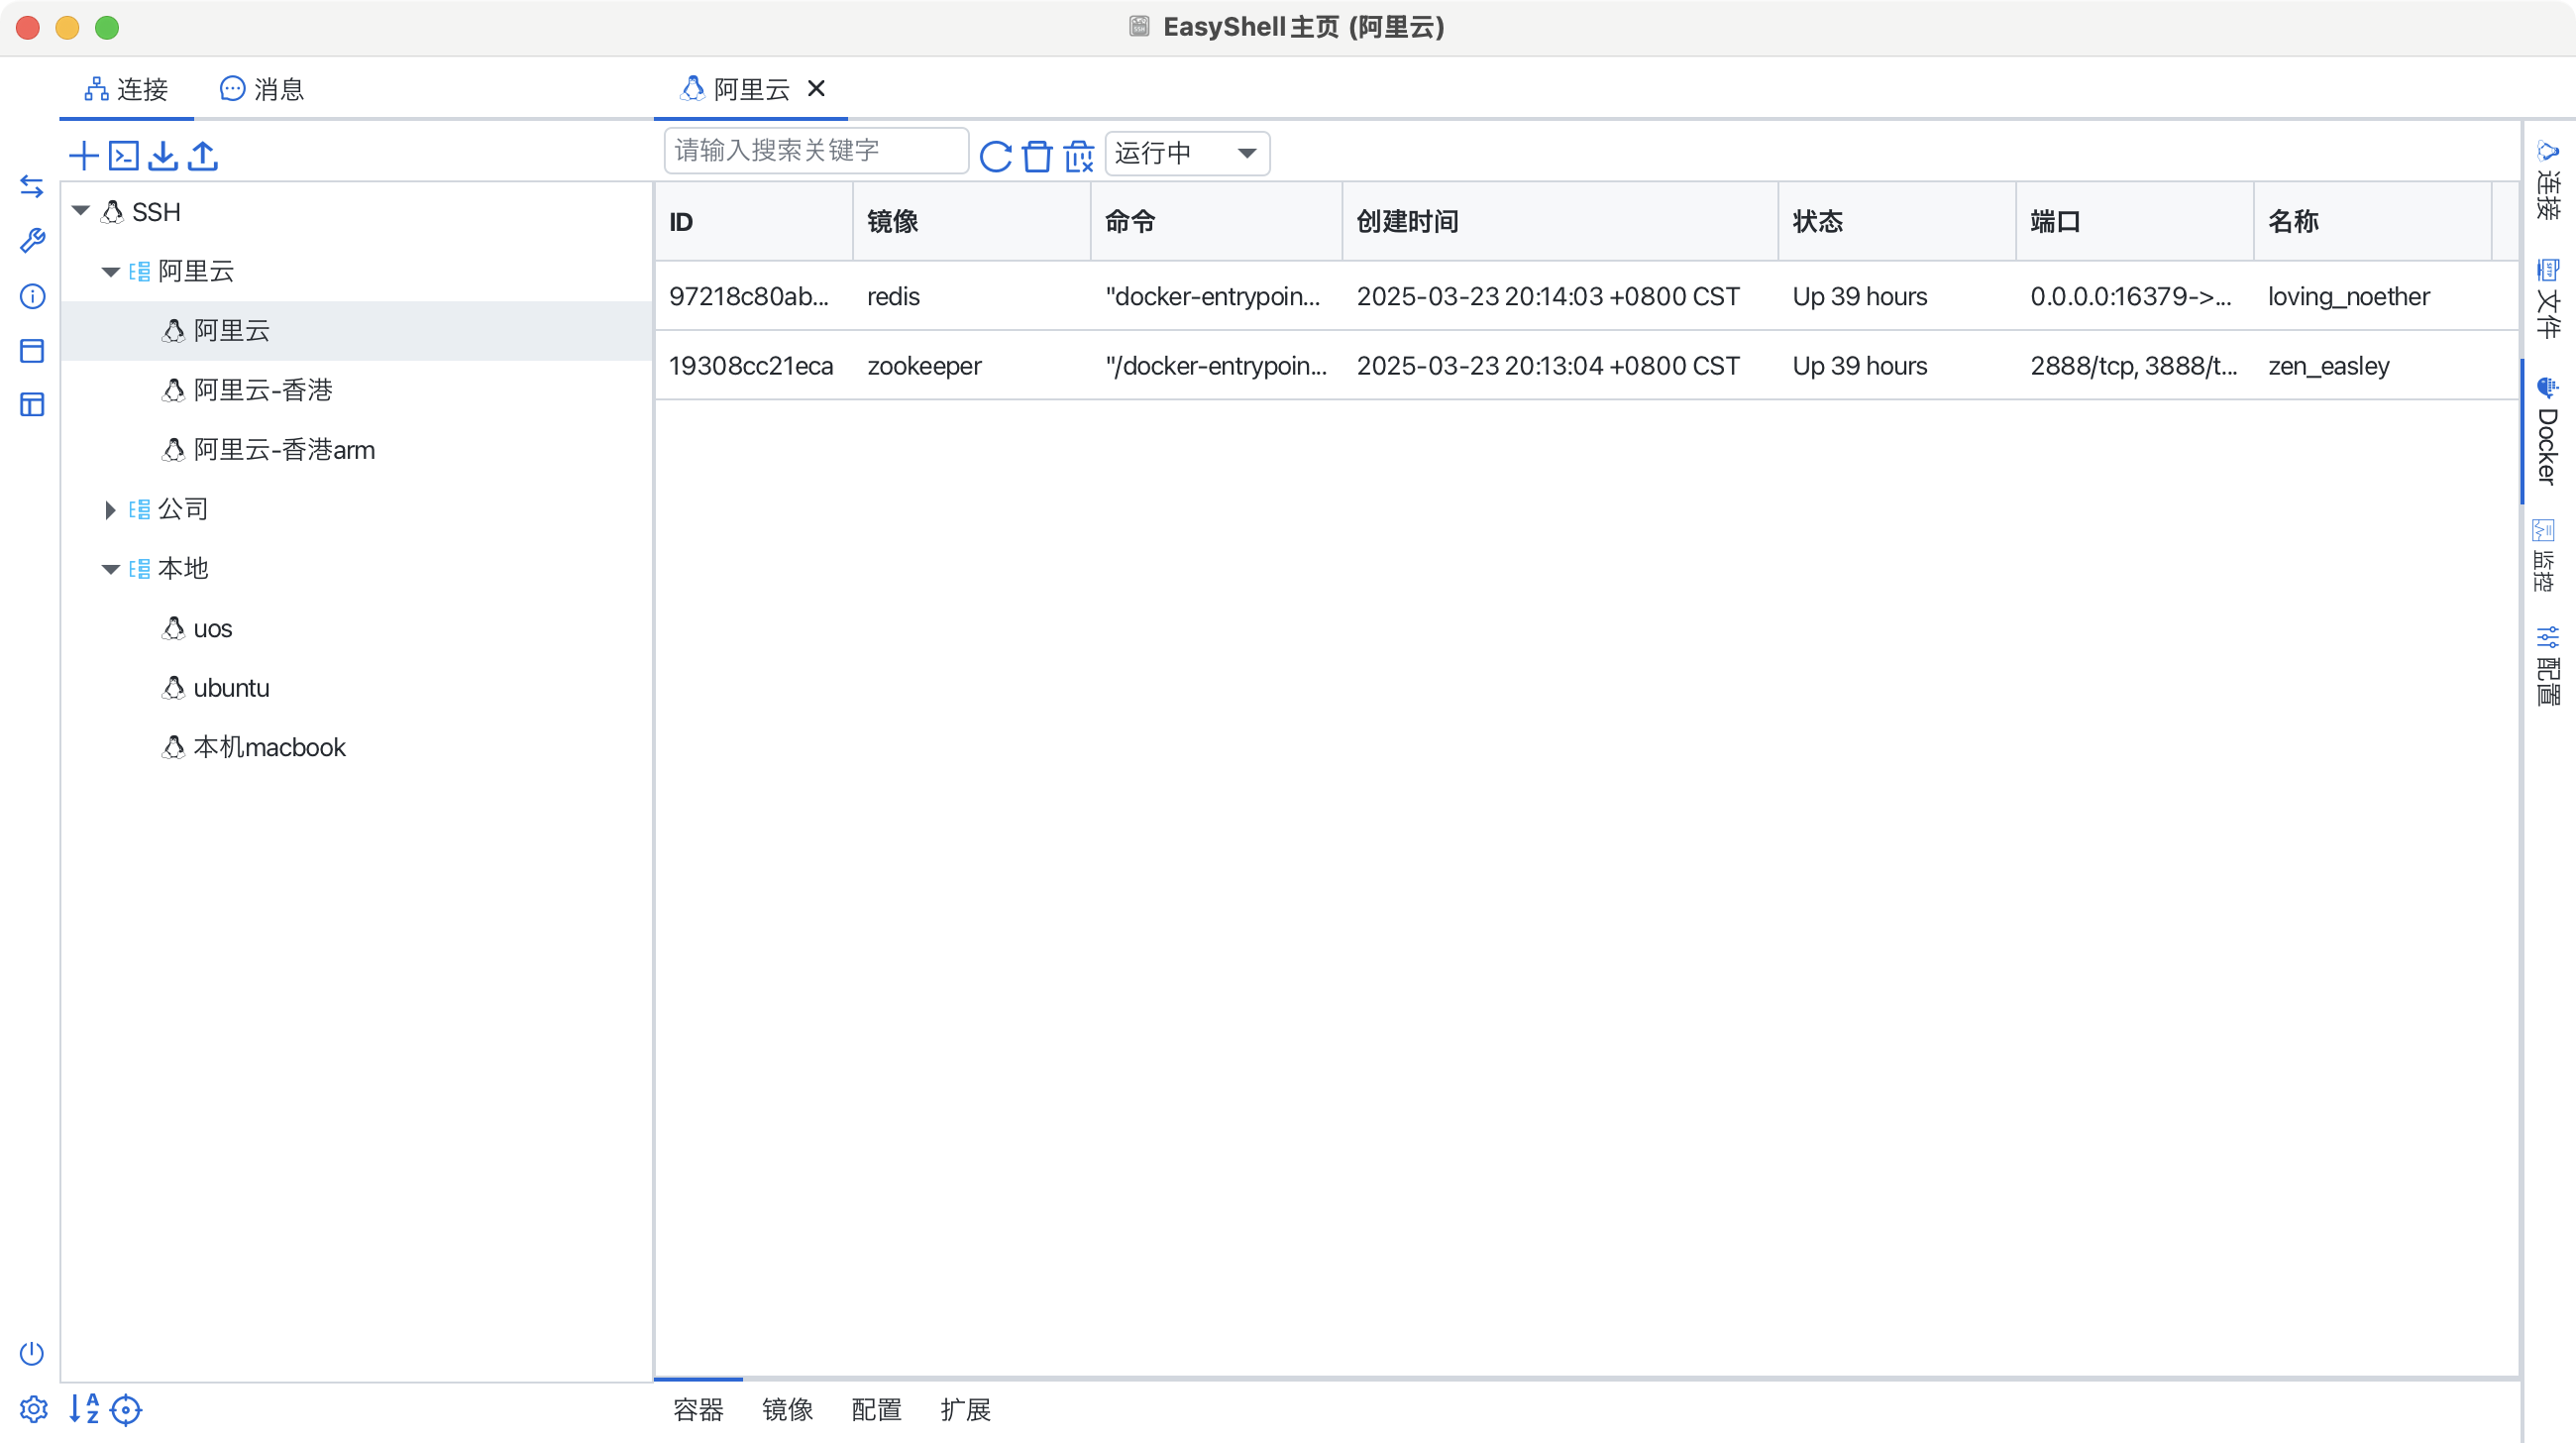 EasyShell主页 (阿里云)
连接 消息 阿里云
请输入搜索关键字 运行中
SSH
阿里云
阿里云
阿里云-香港
阿里云-香港arm
公司
本地
uos
ubuntu
本机macbook
ID 镜像 命令 创建时间 状态 端口 名称
97218c80ab... redis "docker-entrypoin... 2025-03-23 20:14:03 +0800 CST Up 39 hours 0.0.0.0:16379->... loving_noether
19308cc21eca zookeeper "/docker-entrypoin... 2025-03-23 20:13:04 +0800 CST Up 39 hours 2888/tcp, 3888/t... zen_easley
容器 镜像 配置 扩展
连接
文件
Docker
监控
配置